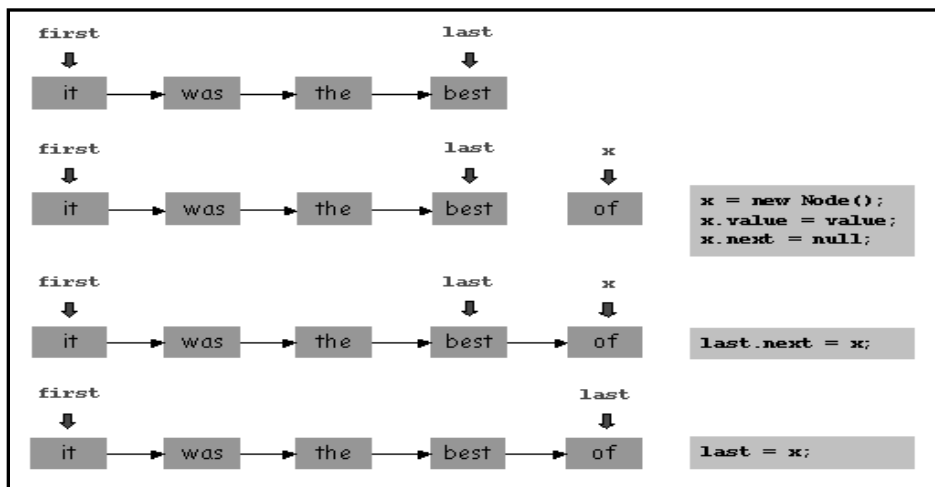 first last
it was the best
first last x
it was the best of
x = new Node();
x.value = value;
x.next = null;
first last x
it was the best of
last.next = x;
first last
it was the best of
last = x;